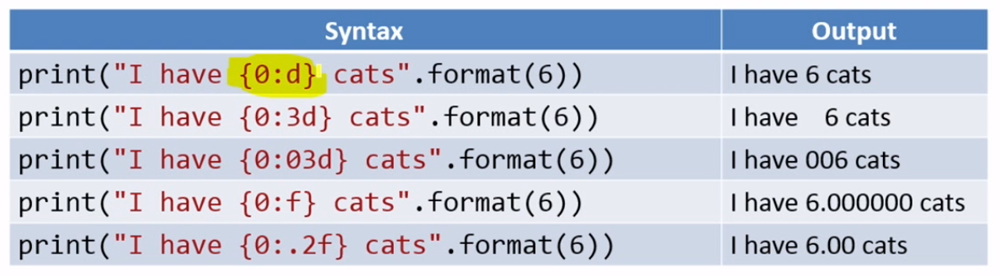 Syntax Output
print("I have {0:d} cats".format(6)) I have 6 cats
print("I have {0:3d} cats".format(6)) I have   6 cats
print("I have {0:03d} cats".format(6)) I have 006 cats
print("I have {0:f} cats".format(6)) I have 6.000000 cats
print("I have {0:.2f} cats".format(6)) I have 6.00 cats